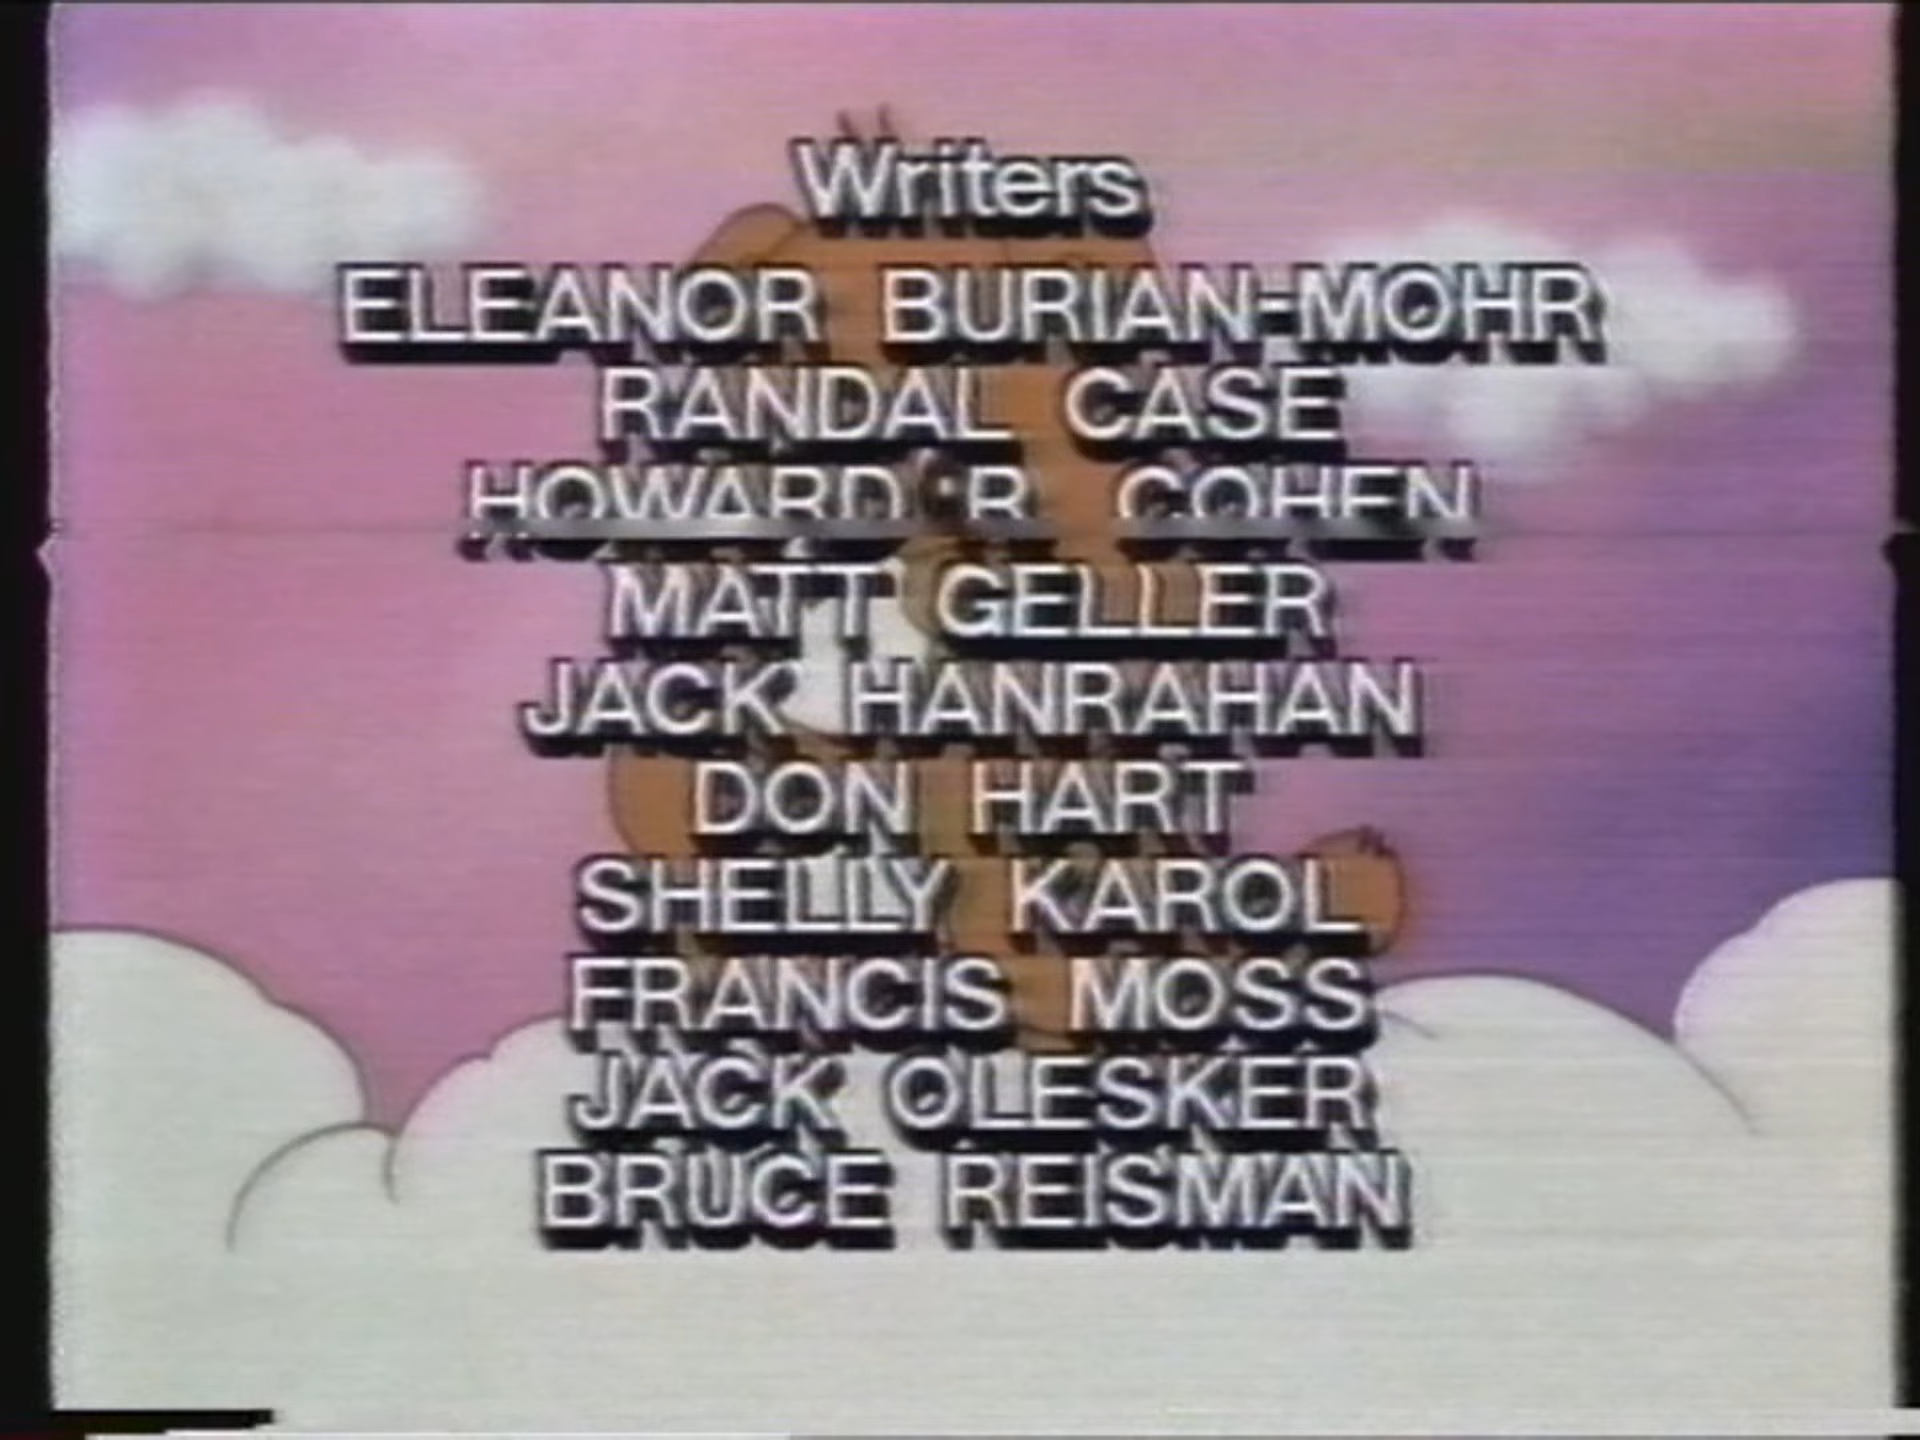 Writers
ELEANOR BURIAN-MOHR
RANDAL CASE
HOWARD R. COHEN
MATT GELLER
JACK HANRAHAN
DON HART
SHELLY KAROL
FRANCIS MOSS
JACK OLESKER
BRUCE REISMAN